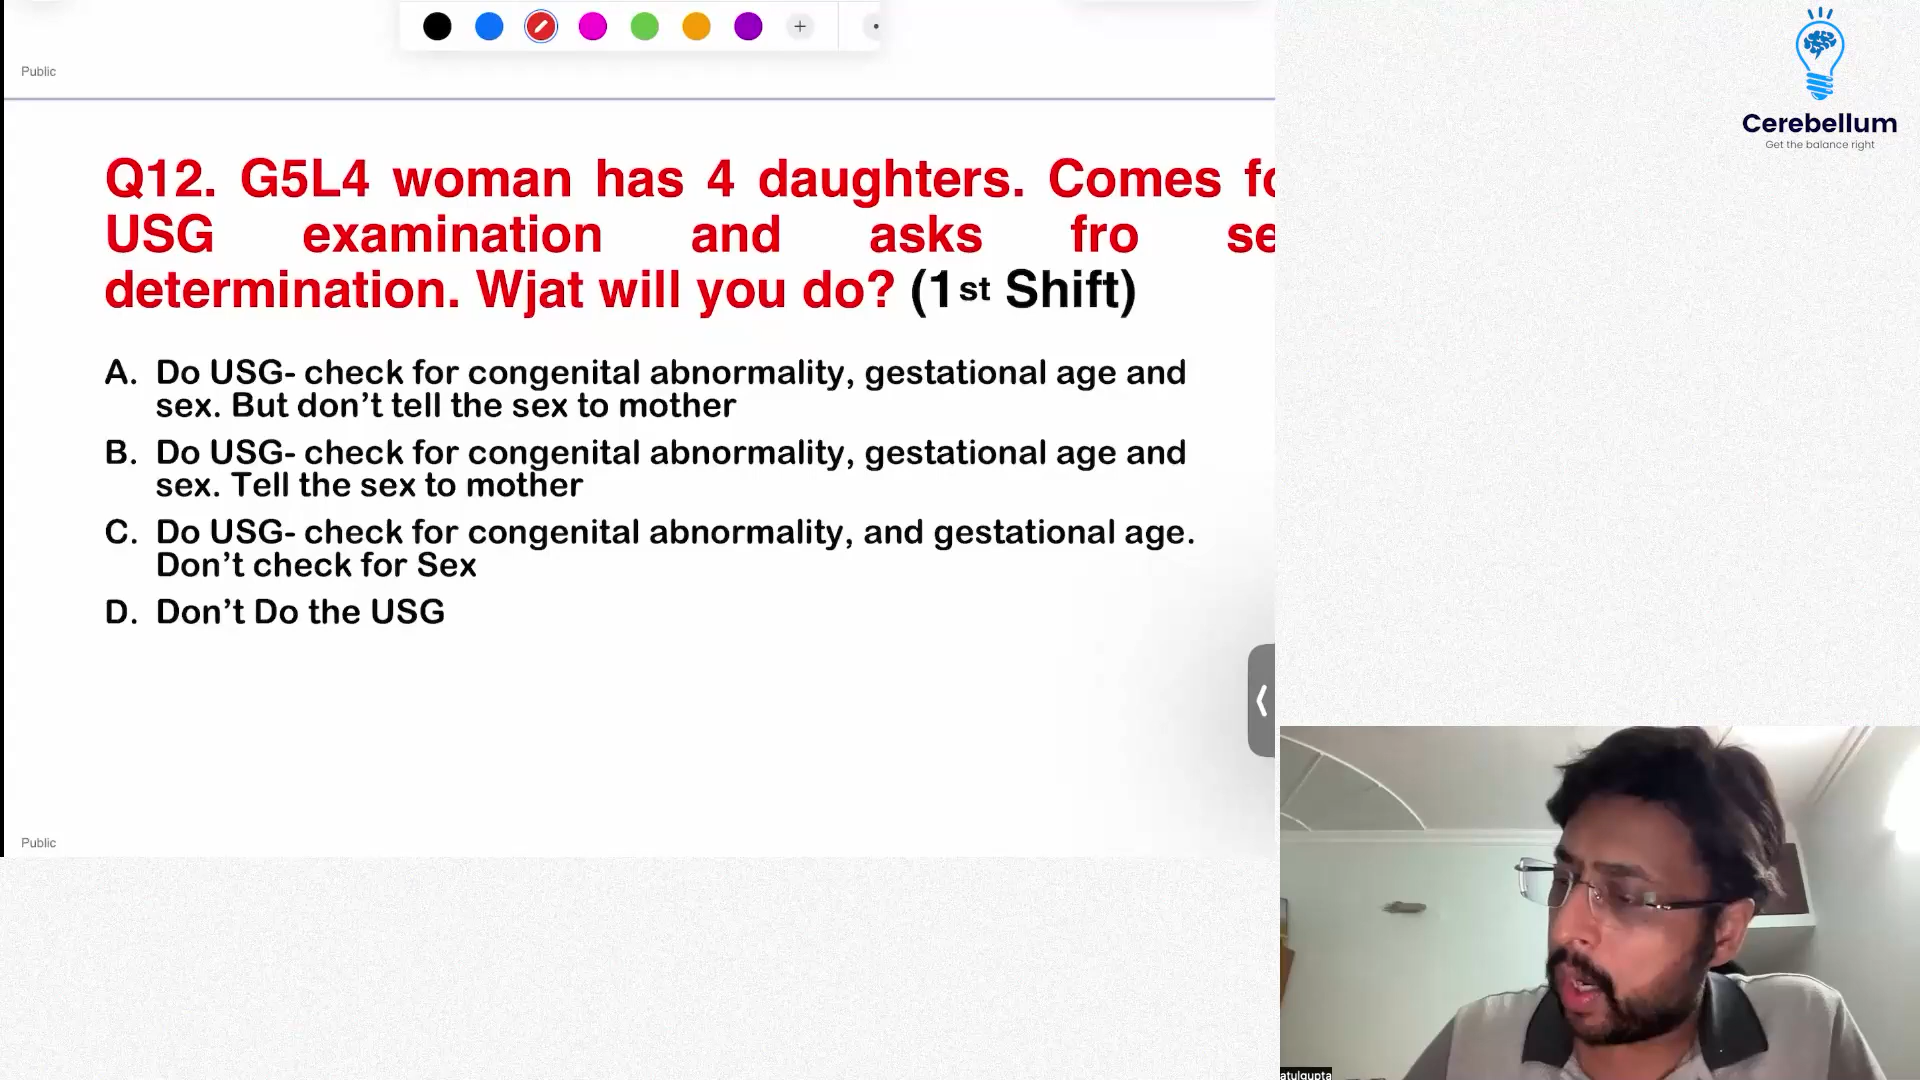 Public
Cerebellum
Get the balance right
Q12. G5L4 woman has 4 daughters. Comes
USG examination and asks fro
determination. Wjat will you do? (1st Shift)
A. Do USG- check for congenital abnormality, gestational age and
sex. But don’t tell the sex to mother
B. Do USG- check for congenital abnormality, gestational age and
sex. Tell the sex to mother
C. Do USG- check for congenital abnormality, and gestational age.
Don’t check for Sex
D. Don’t Do the USG
Public
atulgupta